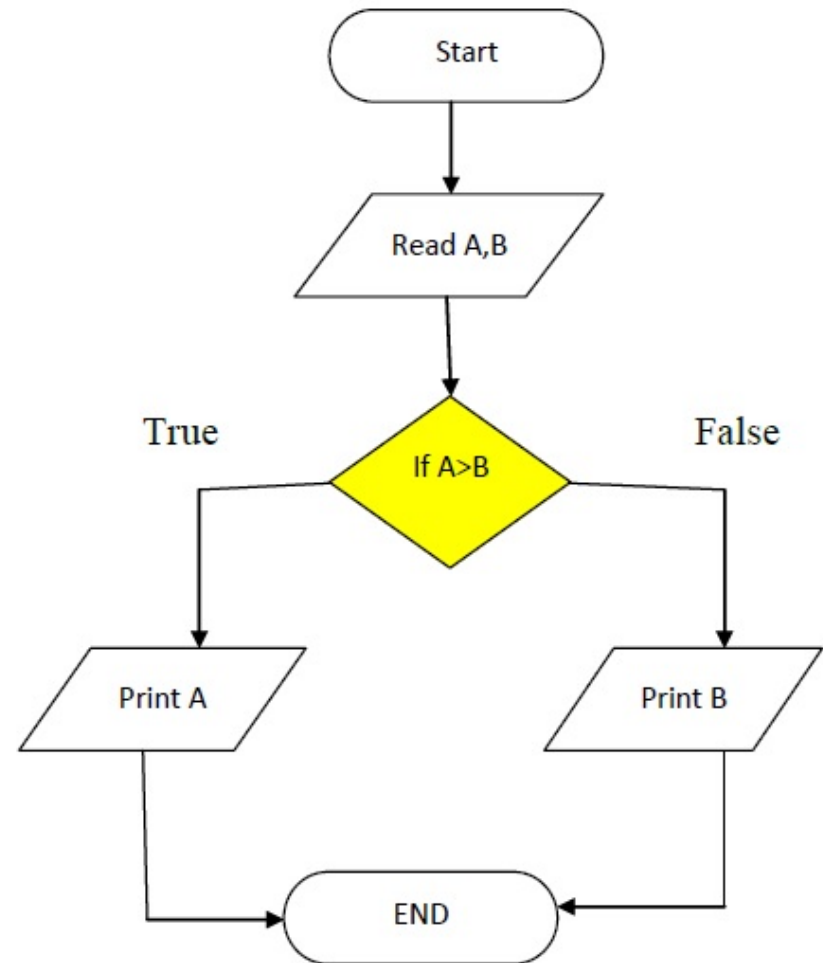 Start
Read A,B
True
False
If A>B
Print A
Print B
END